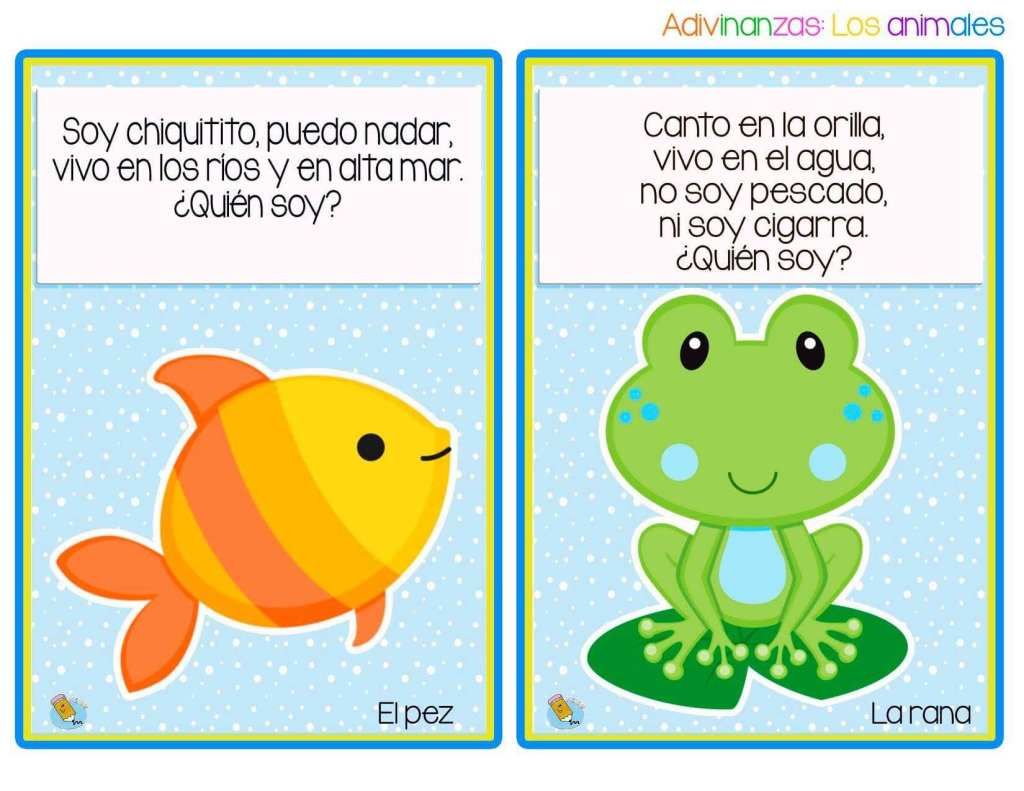 Adivinanzas: Los animales
Soy chiquitito, puedo nadar,
vivo en los ríos y en alta mar.
¿Quién soy?
El pez
Canto en la orilla,
vivo en el agua,
no soy pescado,
ni soy cigarra.
¿Quién soy?
La rana